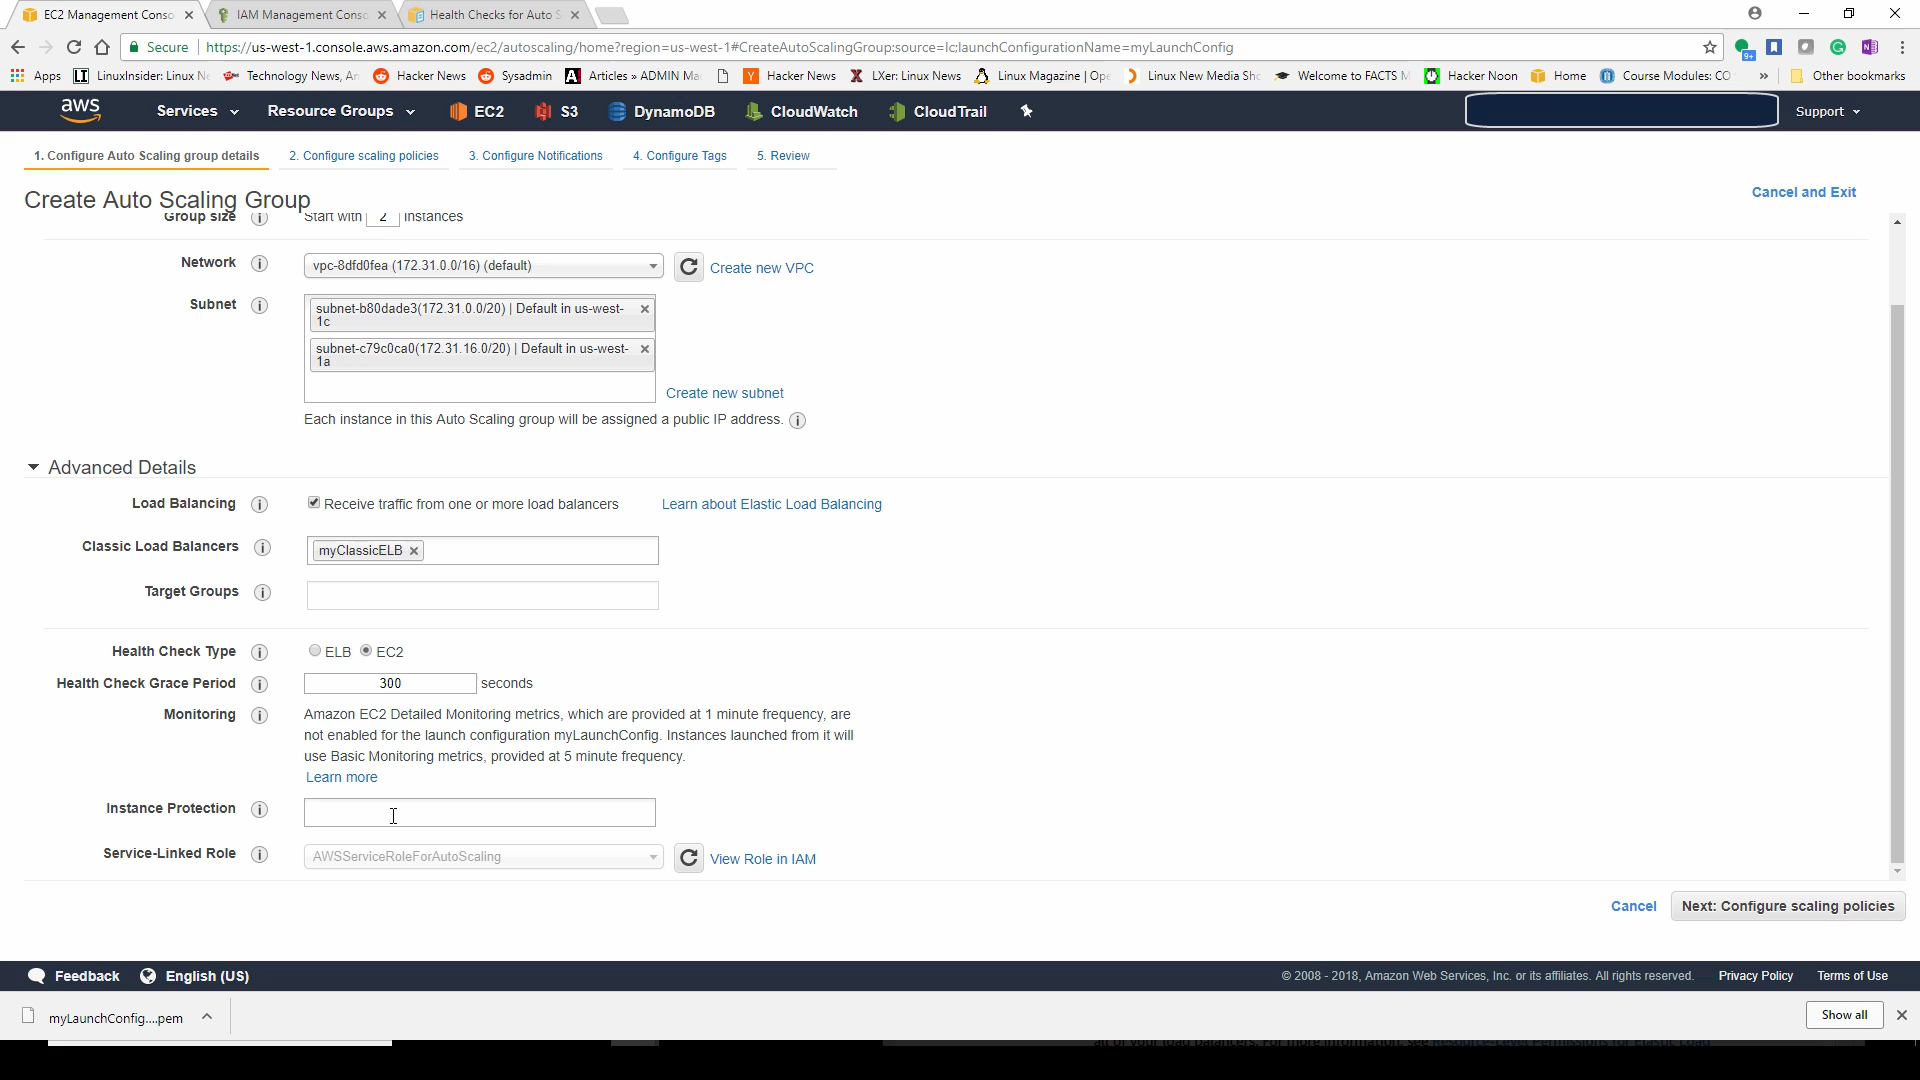 EC2 Management Conso
IAM Management Conso
Health Checks for Auto S
Secure
https://us-west-1.console.aws.amazon.com/ec2/autoscaling/home?region=us-west-1#CreateAutoScalingGroup:source=lc;launchConfigurationName=myLaunchConfig
Apps
LinuxInsider: Linux Ne
Technology News, An
Hacker News
Sysadmin
Articles » ADMIN Ma
Hacker News
LXer: Linux News
Linux Magazine | Ope
Linux New Media Sho
Welcome to FACTS M
Hacker Noon
Home
Course Modules: CO
»
Other bookmarks
aws
Services
Resource Groups
EC2
S3
DynamoDB
CloudWatch
CloudTrail
Support
1. Configure Auto Scaling group details
2. Configure scaling policies
3. Configure Notifications
4. Configure Tags
5. Review
Create Auto Scaling Group
Cancel and Exit
Group size
Start with 2 instances
Network
vpc-8dfd0fea (172.31.0.0/16) (default)
Create new VPC
Subnet
subnet-b80dade3(172.31.0.0/20) | Default in us-west-
1c
subnet-c79c0ca0(172.31.16.0/20) | Default in us-west-
1a
Create new subnet
Each instance in this Auto Scaling group will be assigned a public IP address.
Advanced Details
Load Balancing
Receive traffic from one or more load balancers
Learn about Elastic Load Balancing
Classic Load Balancers
myClassicELB
Target Groups
Health Check Type
ELB
EC2
Health Check Grace Period
300 seconds
Monitoring
Amazon EC2 Detailed Monitoring metrics, which are provided at 1 minute frequency, are
not enabled for the launch configuration myLaunchConfig. Instances launched from it will
use Basic Monitoring metrics, provided at 5 minute frequency.
Learn more
Instance Protection
Service-Linked Role
AWSServiceRoleForAutoScaling
View Role in IAM
Cancel
Next: Configure scaling policies
Feedback
English (US)
© 2008 - 2018, Amazon Web Services, Inc. or its affiliates. All rights reserved.
Privacy Policy
Terms of Use
myLaunchConfig....pem
Show all